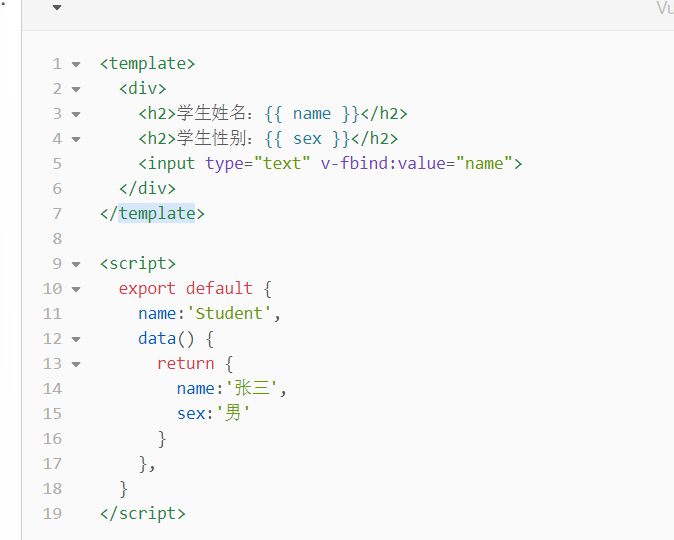 Vu
1 <template>
2 <div>
3 <h2>学生姓名：{{ name }}</h2>
4 <h2>学生性别：{{ sex }}</h2>
5 <input type="text" v-fbind:value="name">
6 </div>
7 </template>
8
9 <script>
10 export default {
11 name:'Student',
12 data() {
13 return {
14 name:'张三',
15 sex:'男'
16 }
17 },
18 }
19 </script>